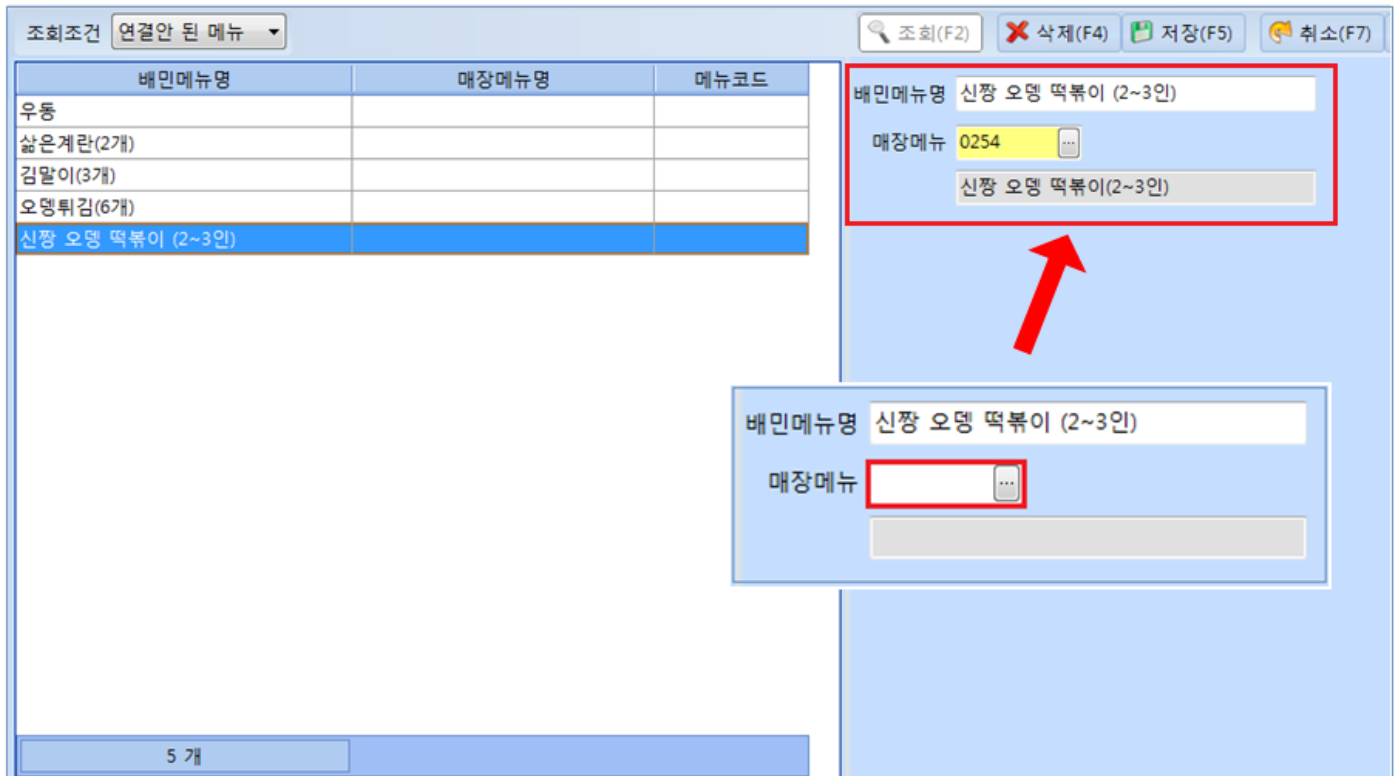 조회조건 연결안 된 메뉴 조회(F2) 삭제(F4) 저장(F5) 취소(F7)
배민메뉴명 매장메뉴명 메뉴코드
우동
삶은계란(2개)
김말이(3개)
오뎅튀김(6개)
신짱 오뎅 떡볶이 (2~3인)
5 개
배민메뉴명 신짱 오뎅 떡볶이 (2~3인)
매장메뉴 0254 ...
신짱 오뎅 떡볶이(2~3인)
배민메뉴명 신짱 오뎅 떡볶이 (2~3인)
매장메뉴 ...